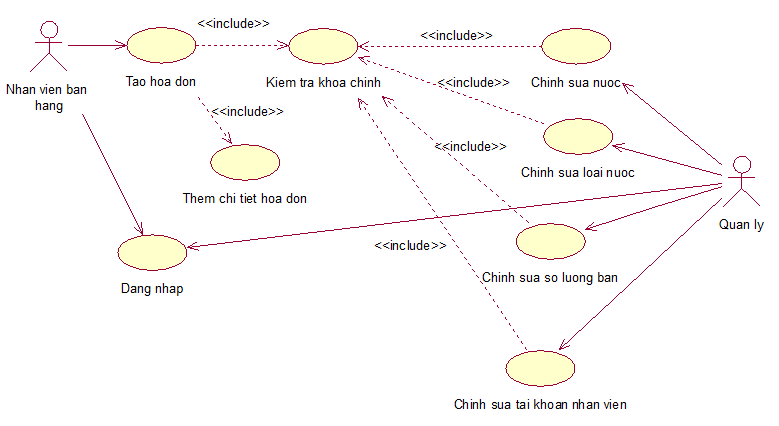 <<include>>
<<include>>
Nhan vien ban
hang
Tao hoa don
Kiem tra khoa chinh
Chinh sua nuoc
<<include>>
<<include>>
<<include>>
Chinh sua loai nuoc
Them chi tiet hoa don
Quan ly
<<include>>
Chinh sua so luong ban
Dang nhap
Chinh sua tai khoan nhan vien